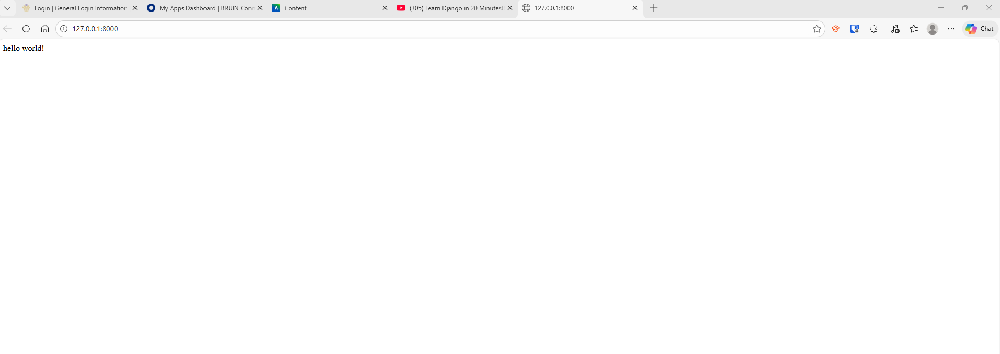 Login | General Login Information
My Apps Dashboard | BRUIN Conn
Content
(305) Learn Django in 20 Minutes!!
127.0.0.1:8000
127.0.0.1:8000
Chat
hello world!